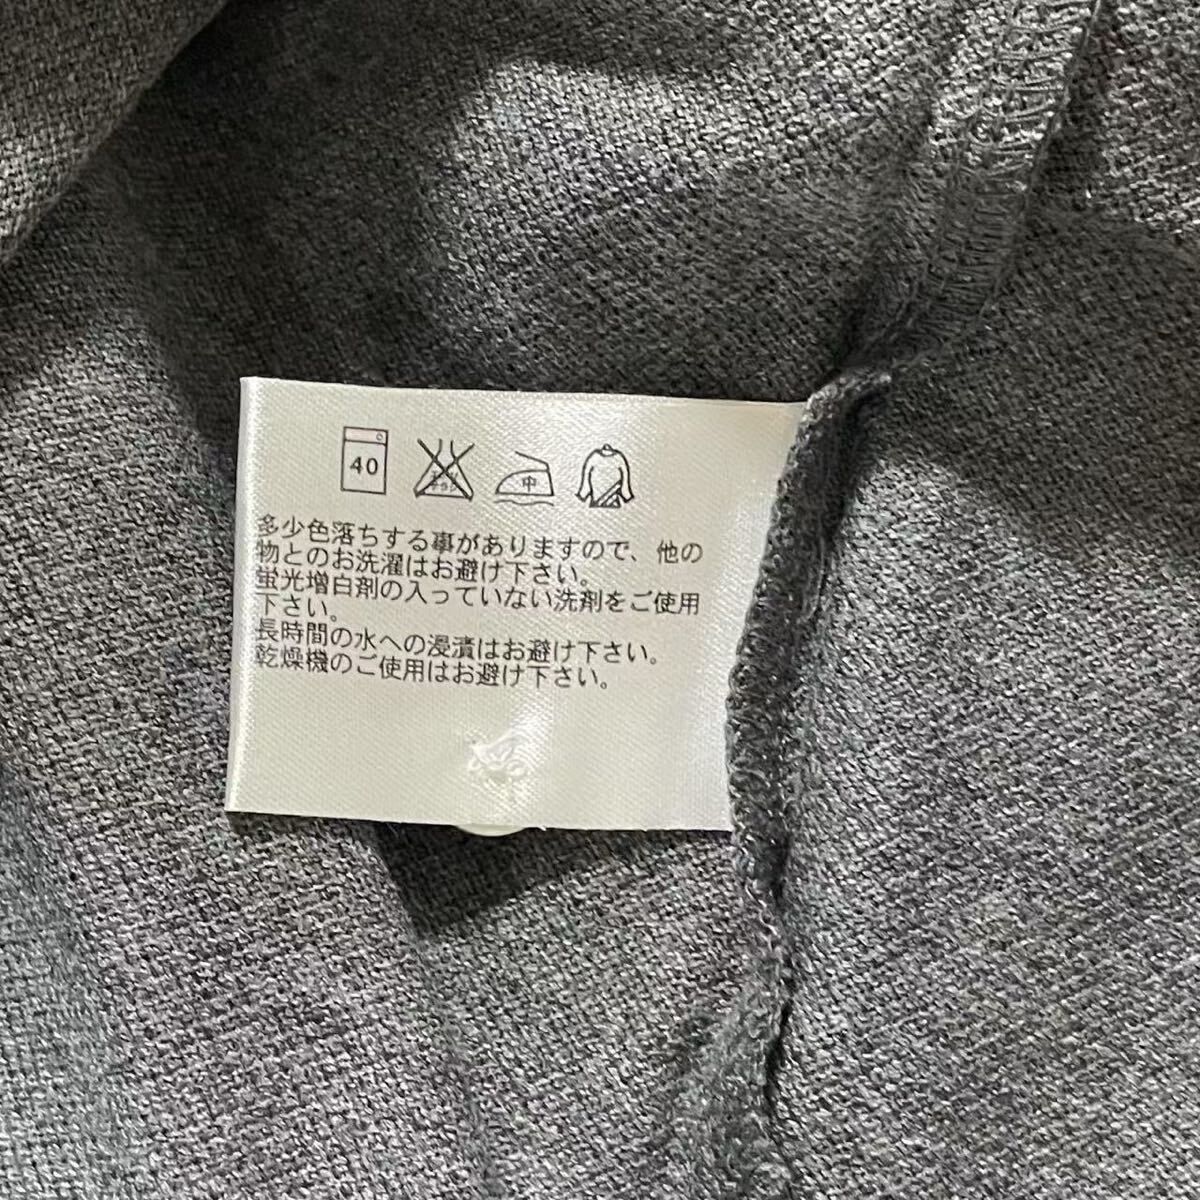 40
中
多少色落ちする事がありますので、他の
物とのお洗濯はお避け下さい。
蛍光増白剤の入っていない洗剤をご使用
下さい。
長時間の水への浸漬はお避け下さい。
乾燥機のご使用はお避け下さい。